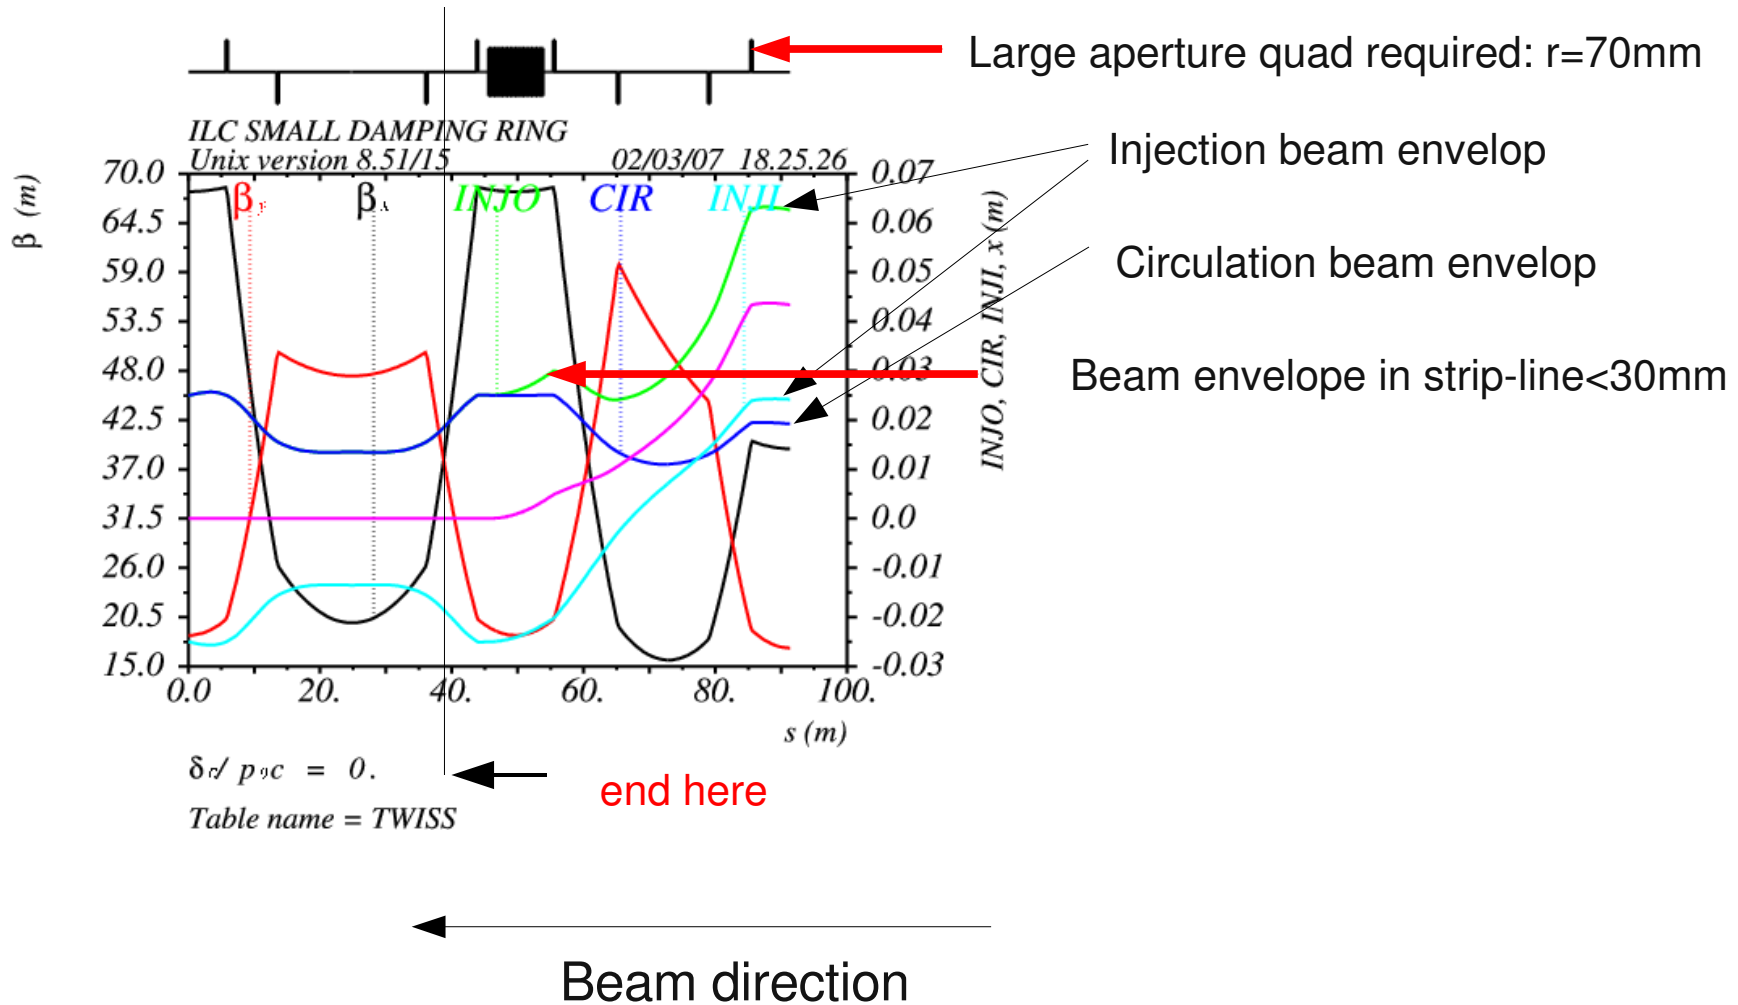 Large aperture quad required: r=70mm
ILC SMALL DAMPING RING
Unix version 8.51/15 02/03/07 18.25.26
Injection beam envelop
Circulation beam envelop
Beam envelope in strip-line<30mm
β (m)
70.0
64.5
59.0
53.5
48.0
42.5
37.0
31.5
26.0
20.5
15.0
β
β
INJO
CIR
INJI
0.07
0.06
0.05
0.04
0.03
0.02
0.01
0.0
-0.01
-0.02
-0.03
INJO, CIR, INJI, x (m)
0.0 20. 40. 60. 80. 100.
s (m)
δ / p c = 0.
Table name = TWISS
end here
Beam direction